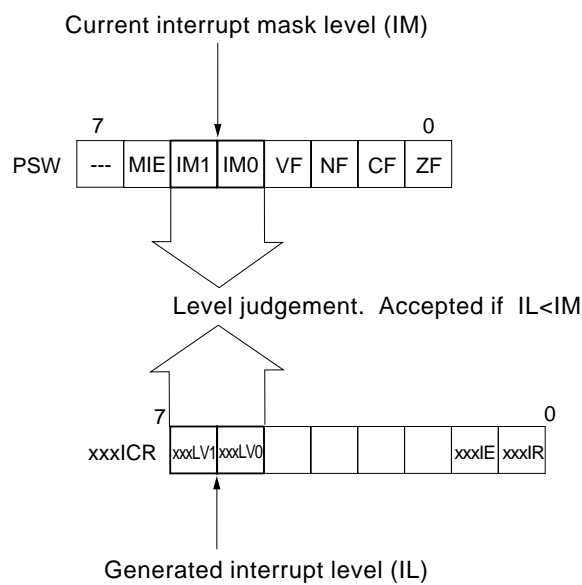 Current interrupt mask level (IM)
7 0
PSW --- MIE IM1 IM0 VF NF CF ZF
Level judgement. Accepted if IL<IM
7 0
xxxICR xxxLV1 xxxLV0 xxxIE xxxIR
Generated interrupt level (IL)